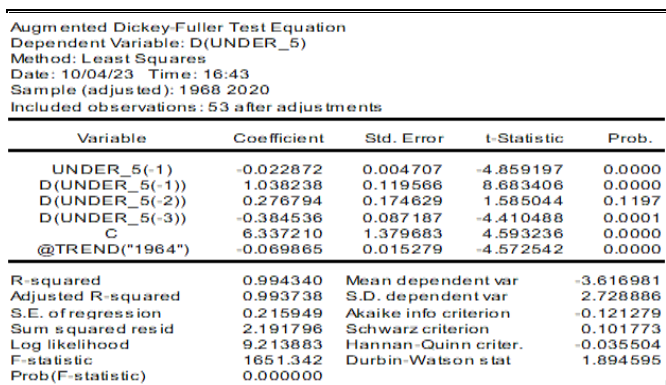 Augmented Dickey-Fuller Test Equation
Dependent Variable: D(UNDER_5)
Method: Least Squares
Date: 10/04/23 Time: 16:43
Sample (adjusted): 1968 2020
Included observations: 53 after adjustments
Variable Coefficient Std. Error t-Statistic Prob.
UNDER_5(-1) -0.022872 0.004707 -4.859197 0.0000
D(UNDER_5(-1)) 1.038238 0.119566 8.683406 0.0000
D(UNDER_5(-2)) 0.276794 0.174629 1.585044 0.1197
D(UNDER_5(-3)) -0.384536 0.087187 -4.410488 0.0001
C 6.337210 1.379683 4.593236 0.0000
@TREND("1964") -0.069865 0.015279 -4.572542 0.0000
R-squared 0.994340 Mean dependent var -3.616981
Adjusted R-squared 0.993738 S.D. dependent var 2.728886
S.E. of regression 0.215949 Akaike info criterion -0.121279
Sum squared resid 2.191796 Schwarz criterion 0.101773
Log likelihood 9.213883 Hannan-Quinn criter. -0.035504
F-statistic 1651.342 Durbin-Watson stat 1.894595
Prob(F-statistic) 0.000000